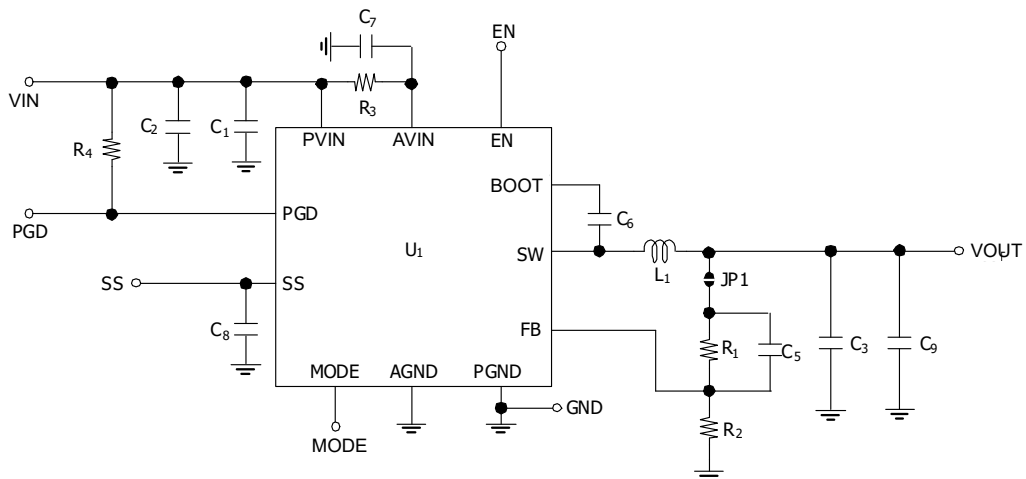 C7
EN
VIN
R3
C2
C1
R4
PVIN
AVIN
EN
BOOT
C6
PGD
PGD
U1
SW
VOUT
L1
JP1
SS
SS
C8
FB
R1
C5
C3
C9
MODE
AGND
PGND
GND
R2
MODE